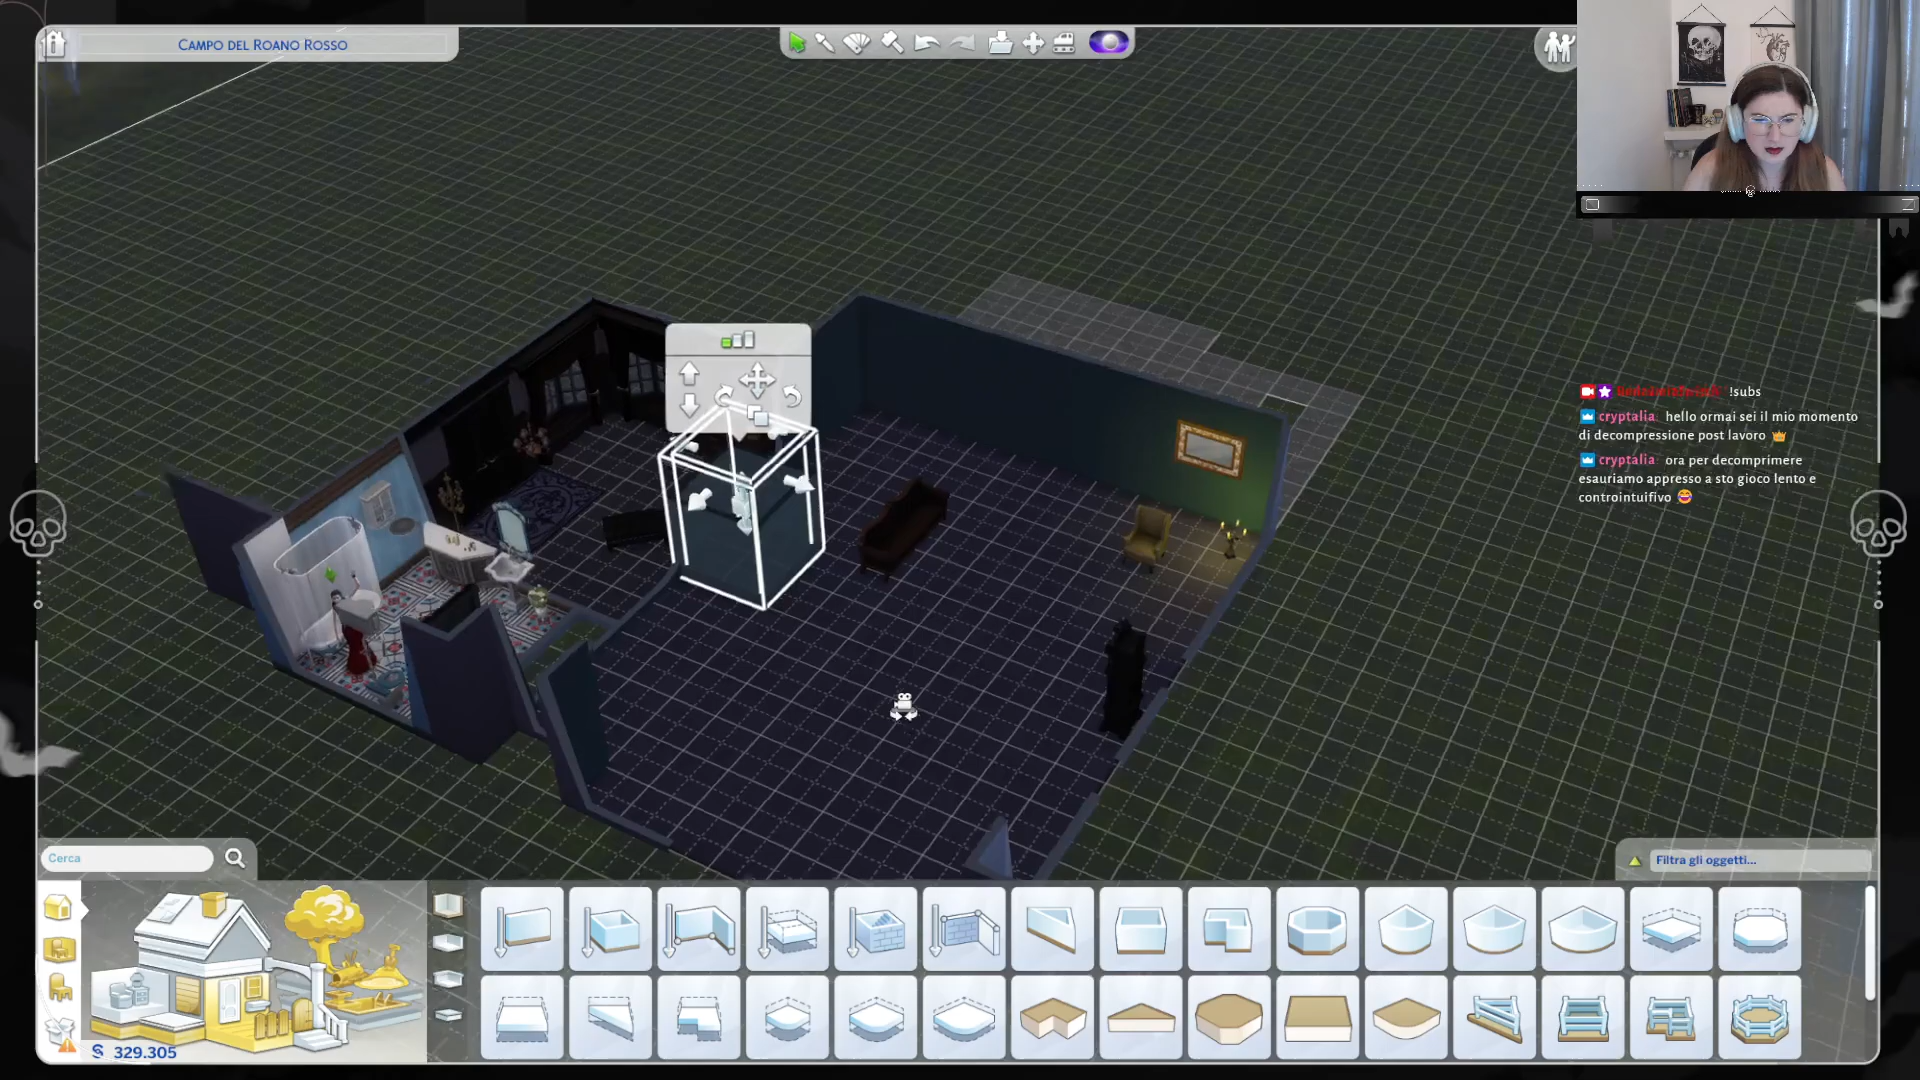 CAMPO DEL ROANO ROSSO
!subs
cryptalia: hello ormai sei il mio momento
di decompressione post lavoro
cryptalia: ora per decomprimere
esauriamo appresso a sto gioco lento e
controintuifivo
Cerca
Filtra gli oggetti...
§ 329.305